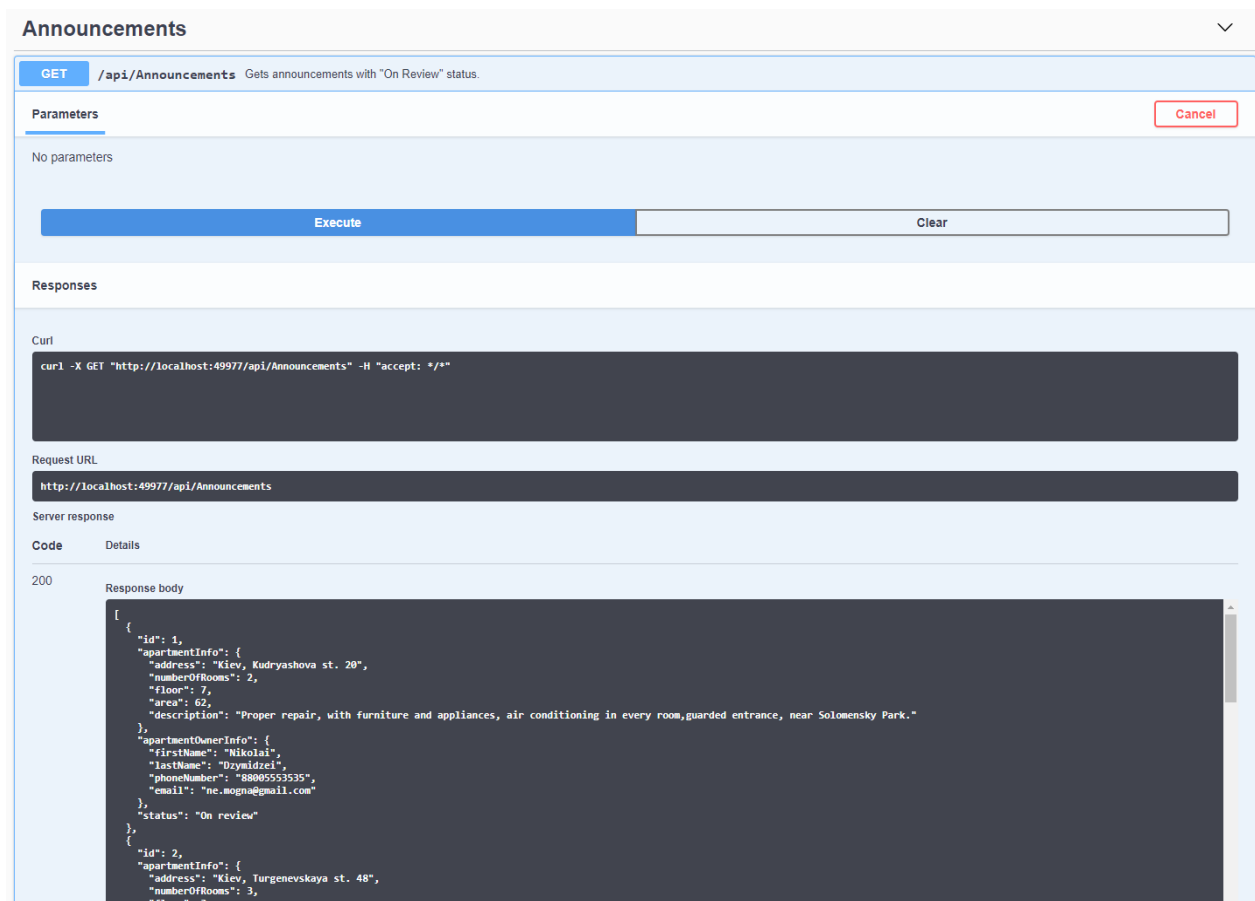 Announcements
GET /api/Announcements Gets announcements with "On Review" status.
Parameters Cancel
No parameters
Execute Clear
Responses
Curl
curl -X GET "http://localhost:49977/api/Announcements" -H "accept: */*"
Request URL
http://localhost:49977/api/Announcements
Server response
Code Details
200
Response body
[
{
"id": 1,
"apartmentInfo": {
"address": "Kiev, Kudryashova st. 20",
"numberOfRooms": 2,
"floor": 7,
"area": 62,
"description": "Proper repair, with furniture and appliances, air conditioning in every room,guarded entrance, near Solomensky Park."
},
"apartmentOwnerInfo": {
"firstName": "Nikolai",
"lastName": "Dzymidzei",
"phoneNumber": "88005553535",
"email": "ne.mogna@gmail.com"
},
"status": "On review"
},
{
"id": 2,
"apartmentInfo": {
"address": "Kiev, Turgenevskaya st. 48",
"numberOfRooms": 3,